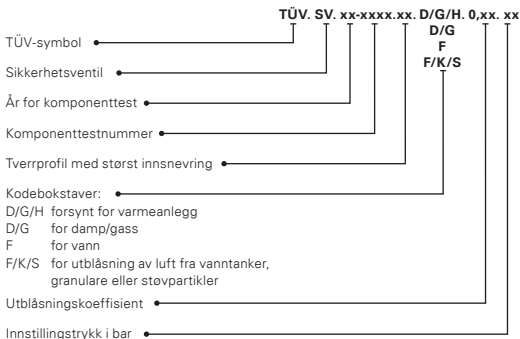 TÜV. SV. xx-xxxx.xx. D/G/H. 0,xx. xx
D/G
F
F/K/S
TÜV-symbol
Sikkerhetsventil
År for komponenttest
Komponenttestnummer
Tverrprofil med størst innsnevring
Kodebokstaver:
D/G/H forsynt for varmeanlegg
D/G for damp/gass
F for vann
F/K/S for utblåsning av luft fra vanntanker,
granulare eller støvpartikler
Utblåsningskoeffisient
Innstillingstrykk i bar